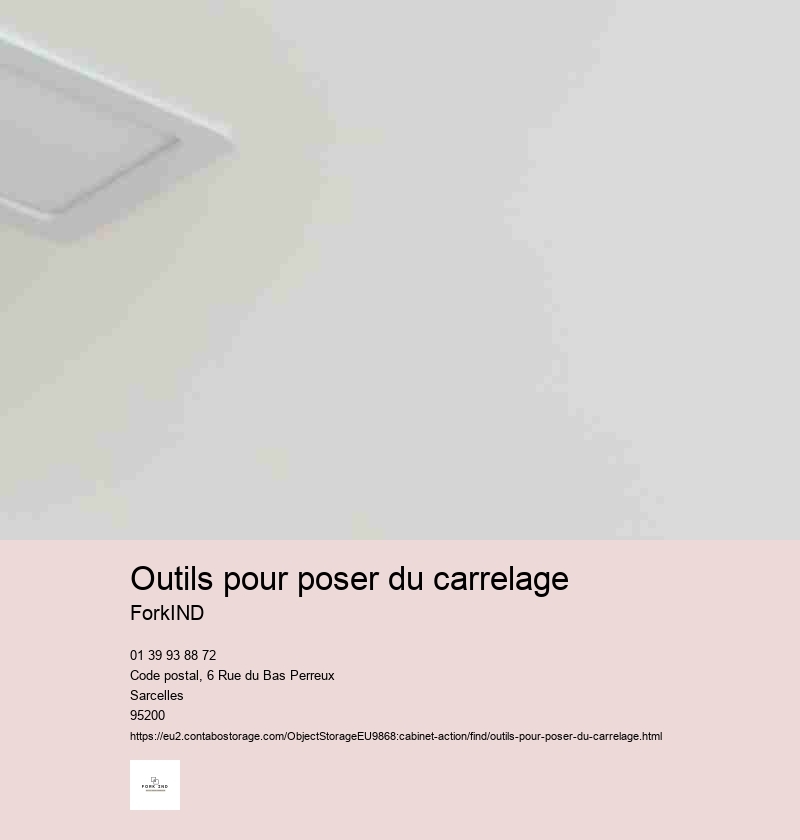 Outils pour poser du carrelage
ForkIND
01 39 93 88 72
Code postal, 6 Rue du Bas Perreux
Sarcelles
95200
https://eu2.contabostorage.com/ObjectStorageEU9868:cabinet-action/find/outils-pour-poser-du-carrelage.html
FORK IND